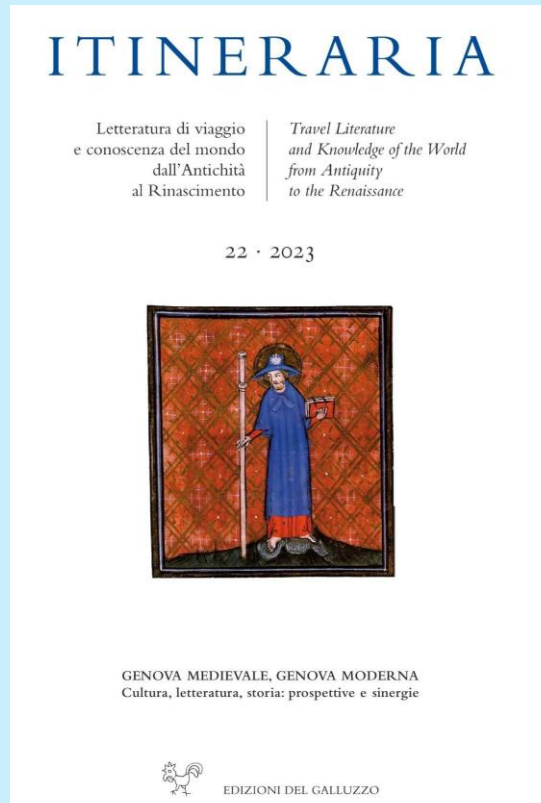 ITINERARIA
Letteratura di viaggio
e conoscenza del mondo
dall'Antichità
al Rinascimento
Travel Literature
and Knowledge of the World
from Antiquity
to the Renaissance
22 · 2023
GENOVA MEDIEVALE, GENOVA MODERNA
Cultura, letteratura, storia: prospettive e sinergie
EDIZIONI DEL GALLUZZO